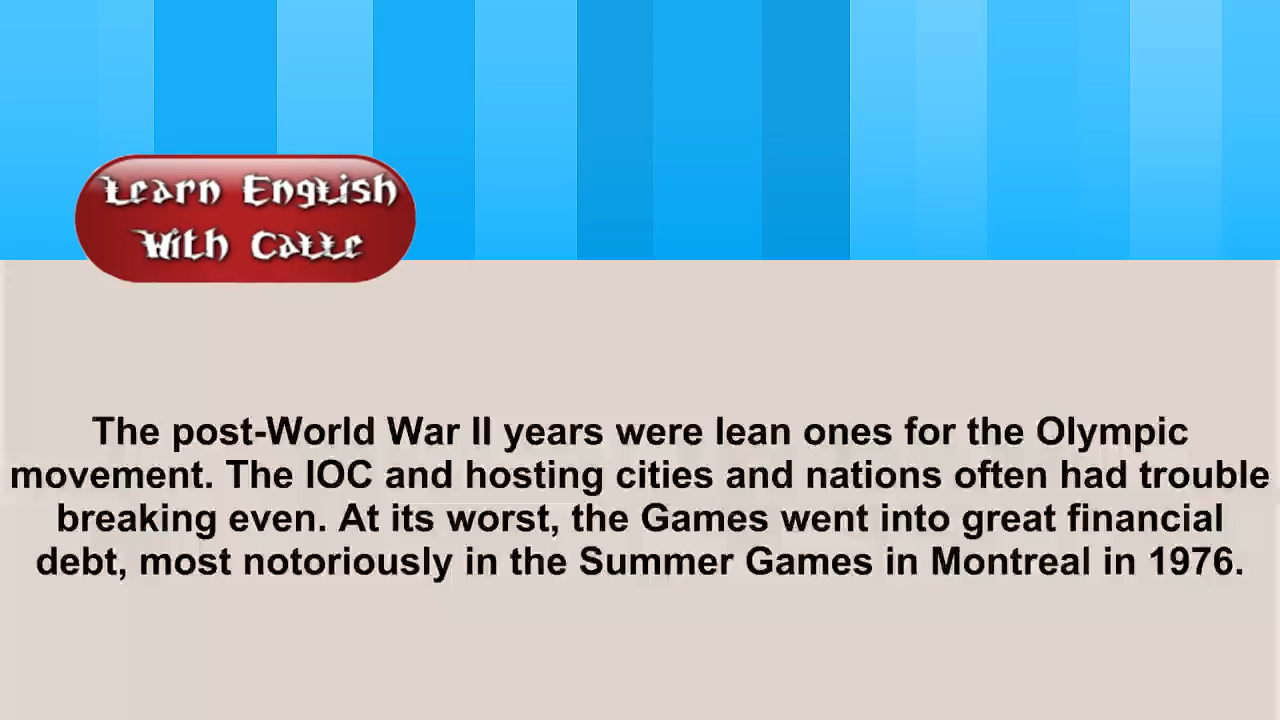 Learn English
With Catte
The post-World War II years were lean ones for the Olympic
movement. The IOC and hosting cities and nations often had trouble
breaking even. At its worst, the Games went into great financial
debt, most notoriously in the Summer Games in Montreal in 1976.